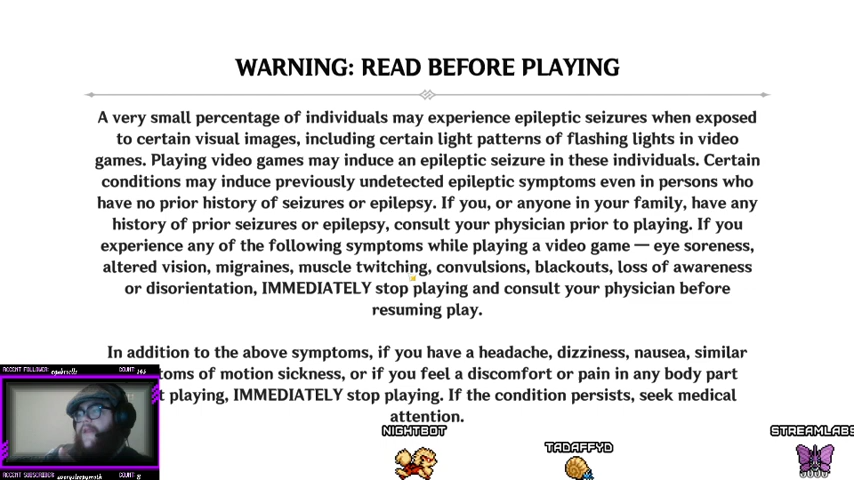 WARNING: READ BEFORE PLAYING
A very small percentage of individuals may experience epileptic seizures when exposed
to certain visual images, including certain light patterns of flashing lights in video
games. Playing video games may induce an epileptic seizure in these individuals. Certain
conditions may induce previously undetected epileptic symptoms even in persons who
have no prior history of seizures or epilepsy. If you, or anyone in your family, have any
history of prior seizures or epilepsy, consult your physician prior to playing. If you
experience any of the following symptoms while playing a video game — eye soreness,
altered vision, migraines, muscle twitching, convulsions, blackouts, loss of awareness
or disorientation, IMMEDIATELY stop playing and consult your physician before
resuming play.
In addition to the above symptoms, if you have a headache, dizziness, nausea, similar
toms of motion sickness, or if you feel a discomfort or pain in any body part
t playing, IMMEDIATELY stop playing. If the condition persists, seek medical
attention.
RECENT FOLLOWER:
COUNT
RECENT SUBSCRIBER:
COUNT
8
NIGHTBOT
TADAFFYD
STREAMLABS